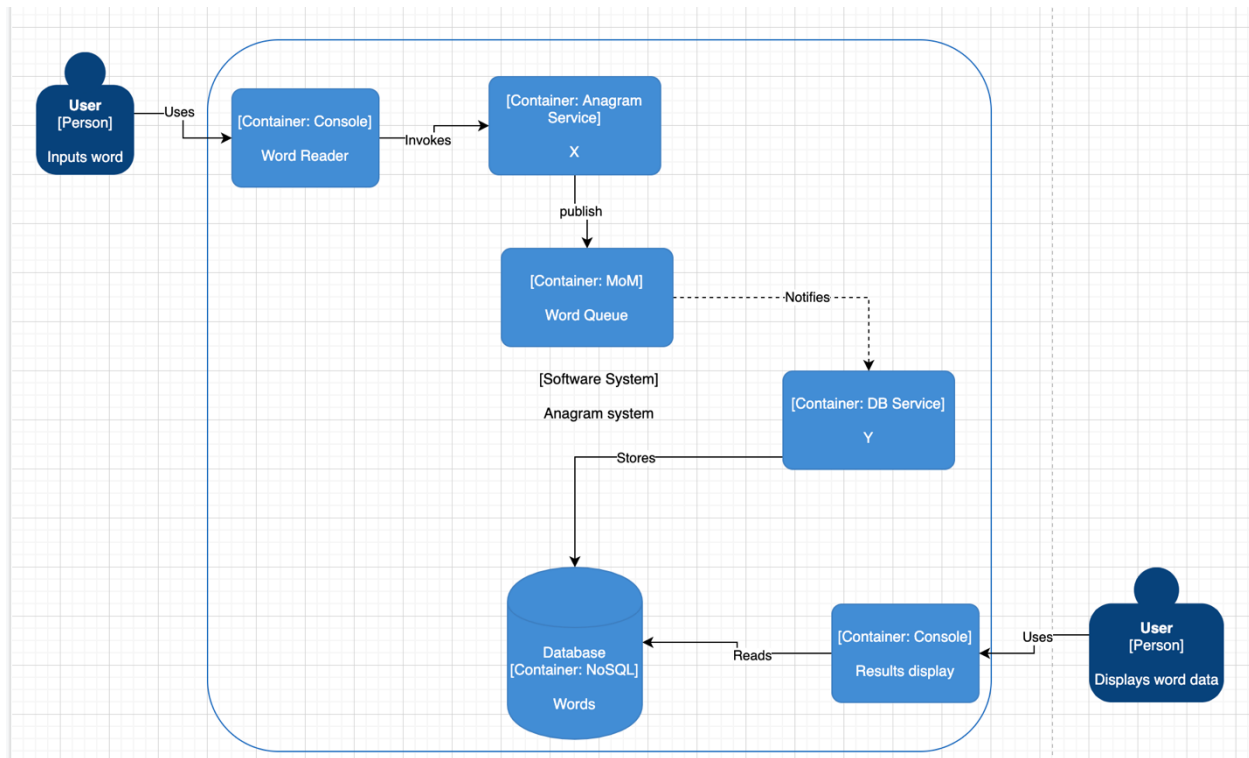 User
[Person]
Inputs word
Uses
[Container: Console]
Word Reader
Invokes
[Container: Anagram
Service]
X
publish
[Container: MoM]
Word Queue
Notifies
[Software System]
Anagram system
[Container: DB Service]
Y
Stores
Database
[Container: NoSQL]
Words
Reads
[Container: Console]
Results display
Uses
User
[Person]
Displays word data